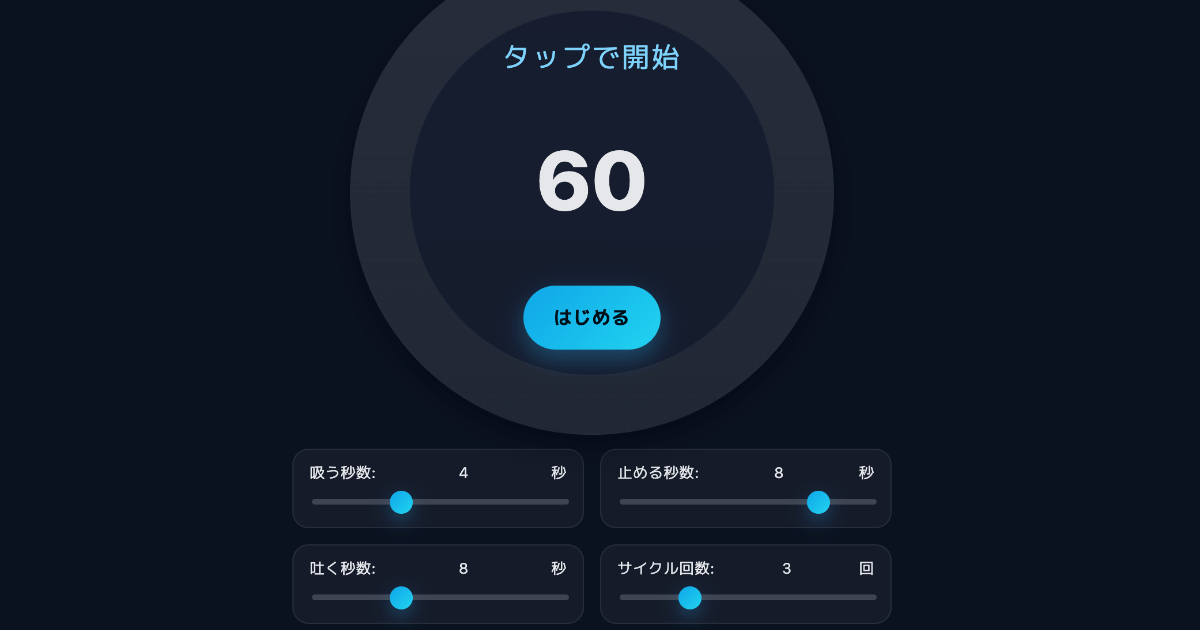 タップで開始
60
はじめる
吸う秒数: 4 秒
止める秒数: 8 秒
吐く秒数: 8 秒
サイクル回数: 3 回